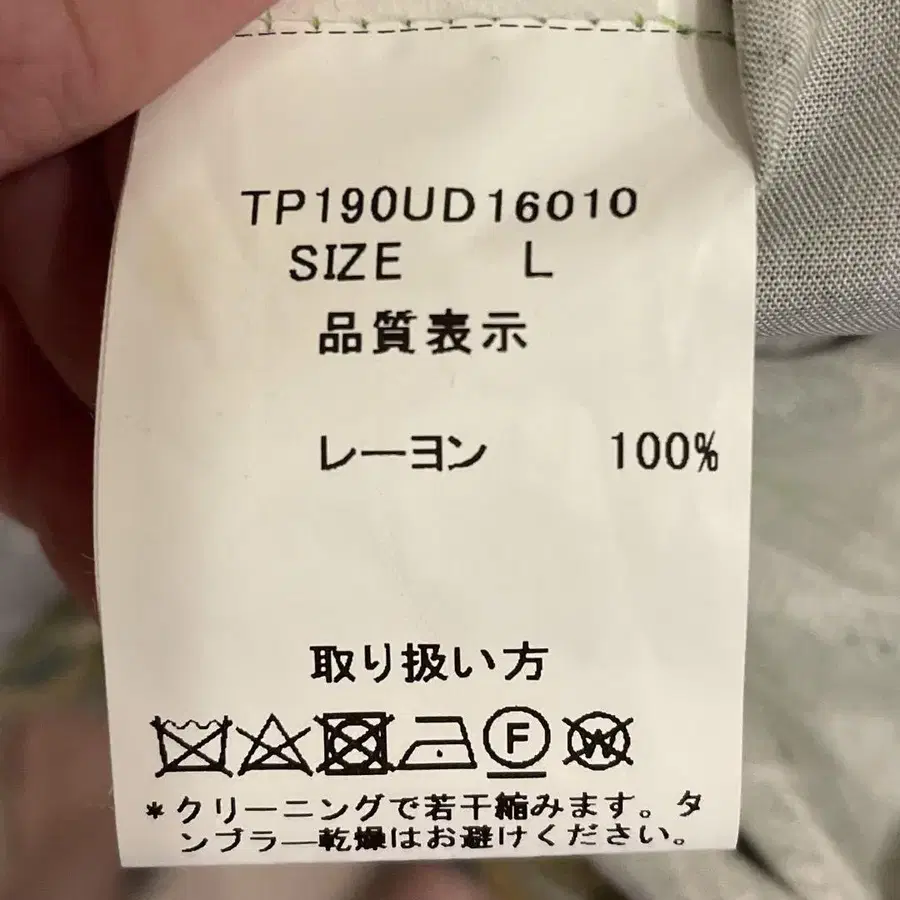 TP190UD16010
SIZE L
品質表示
レーヨン 100%
取り扱い方
F W
*クリーニングで若干縮みます。タ
ンブラー乾燥はお避けください。